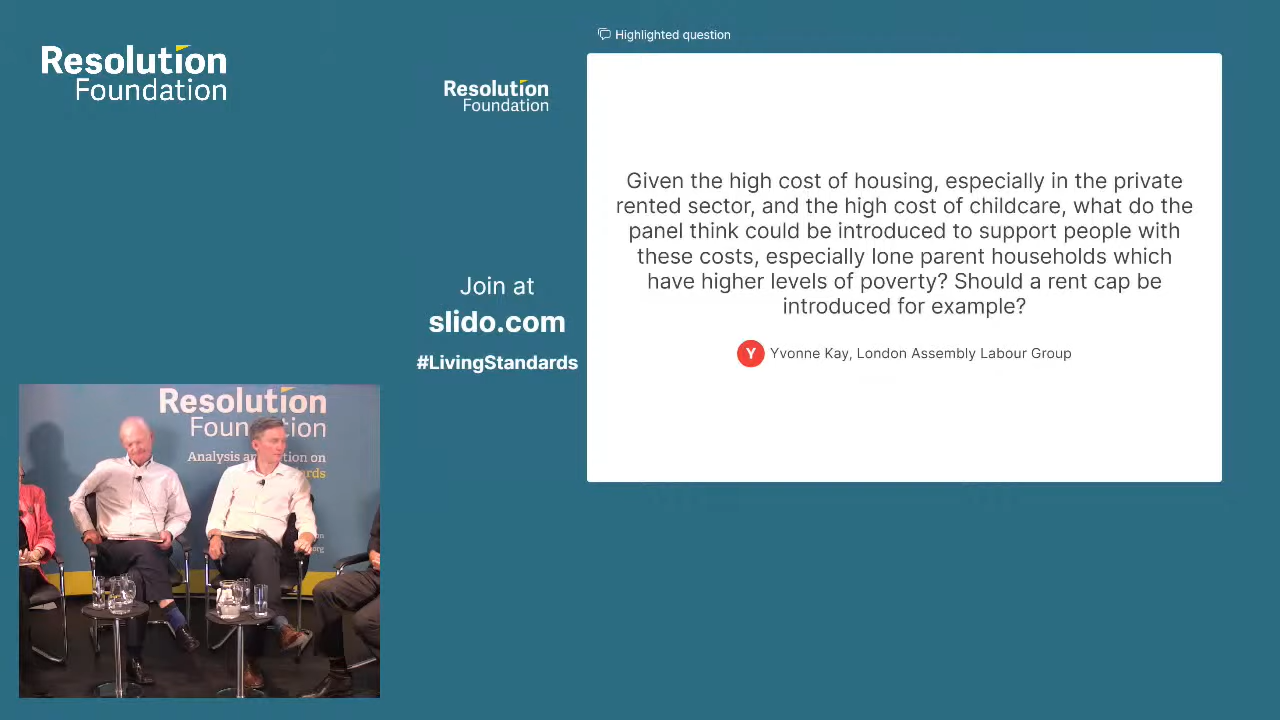 Resolution
Foundation
Highlighted question
Resolution
Foundation
Given the high cost of housing, especially in the private
rented sector, and the high cost of childcare, what do the
panel think could be introduced to support people with
these costs, especially lone parent households which
have higher levels of poverty? Should a rent cap be
introduced for example?
Y
Yvonne Kay, London Assembly Labour Group
Join at
slido.com
#LivingStandards
Resolution
Analysis
on